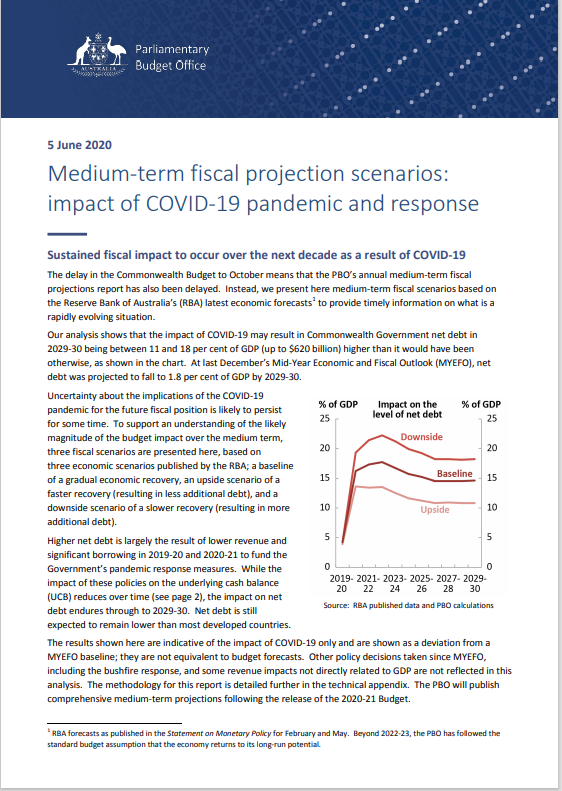 Parliamentary
Budget Office
AUSTRALIA
5 June 2020
Medium-term fiscal projection scenarios:
impact of COVID-19 pandemic and response
Sustained fiscal impact to occur over the next decade as a result of COVID-19
The delay in the Commonwealth Budget to October means that the PBO's annual medium-term fiscal
projections report has also been delayed. Instead, we present here medium-term fiscal scenarios based on
the Reserve Bank of Australia's (RBA) latest economic forecasts¹ to provide timely information on what is a
rapidly evolving situation.
Our analysis shows that the impact of COVID-19 may result in Commonwealth Government net debt in
2029-30 being between 11 and 18 per cent of GDP (up to $620 billion) higher than it would have been
otherwise, as shown in the chart. At last December's Mid-Year Economic and Fiscal Outlook (MYEFO), net
debt was projected to fall to 1.8 per cent of GDP by 2029-30.
Uncertainty about the implications of the COVID-19
pandemic for the future fiscal position is likely to persist
for some time. To support an understanding of the likely
magnitude of the budget impact over the medium term,
three fiscal scenarios are presented here, based on
three economic scenarios published by the RBA; a baseline
of a gradual economic recovery, an upside scenario of a
faster recovery (resulting in less additional debt), and a
downside scenario of a slower recovery (resulting in more
additional debt).
Higher net debt is largely the result of lower revenue and
significant borrowing in 2019-20 and 2020-21 to fund the
Government's pandemic response measures. While the
impact of these policies on the underlying cash balance
(UCB) reduces over time (see page 2), the impact on net
debt endures through to 2029-30. Net debt is still
expected to remain lower than most developed countries.
% of GDP Impact on the % of GDP
level of net debt
25 25
Downside
20 20
Baseline
15 15
10 10
Upside
5 5
0 0
2019- 2021- 2023- 2025- 2027- 2029-
20 22 24 26 28 30
Source: RBA published data and PBO calculations
The results shown here are indicative of the impact of COVID-19 only and are shown as a deviation from a
MYEFO baseline; they are not equivalent to budget forecasts. Other policy decisions taken since MYEFO,
including the bushfire response, and some revenue impacts not directly related to GDP are not reflected in this
analysis. The methodology for this report is detailed further in the technical appendix. The PBO will publish
comprehensive medium-term projections following the release of the 2020-21 Budget.
¹ RBA forecasts as published in the Statement on Monetary Policy for February and May. Beyond 2022-23, the PBO has followed the
standard budget assumption that the economy returns to its long-run potential.